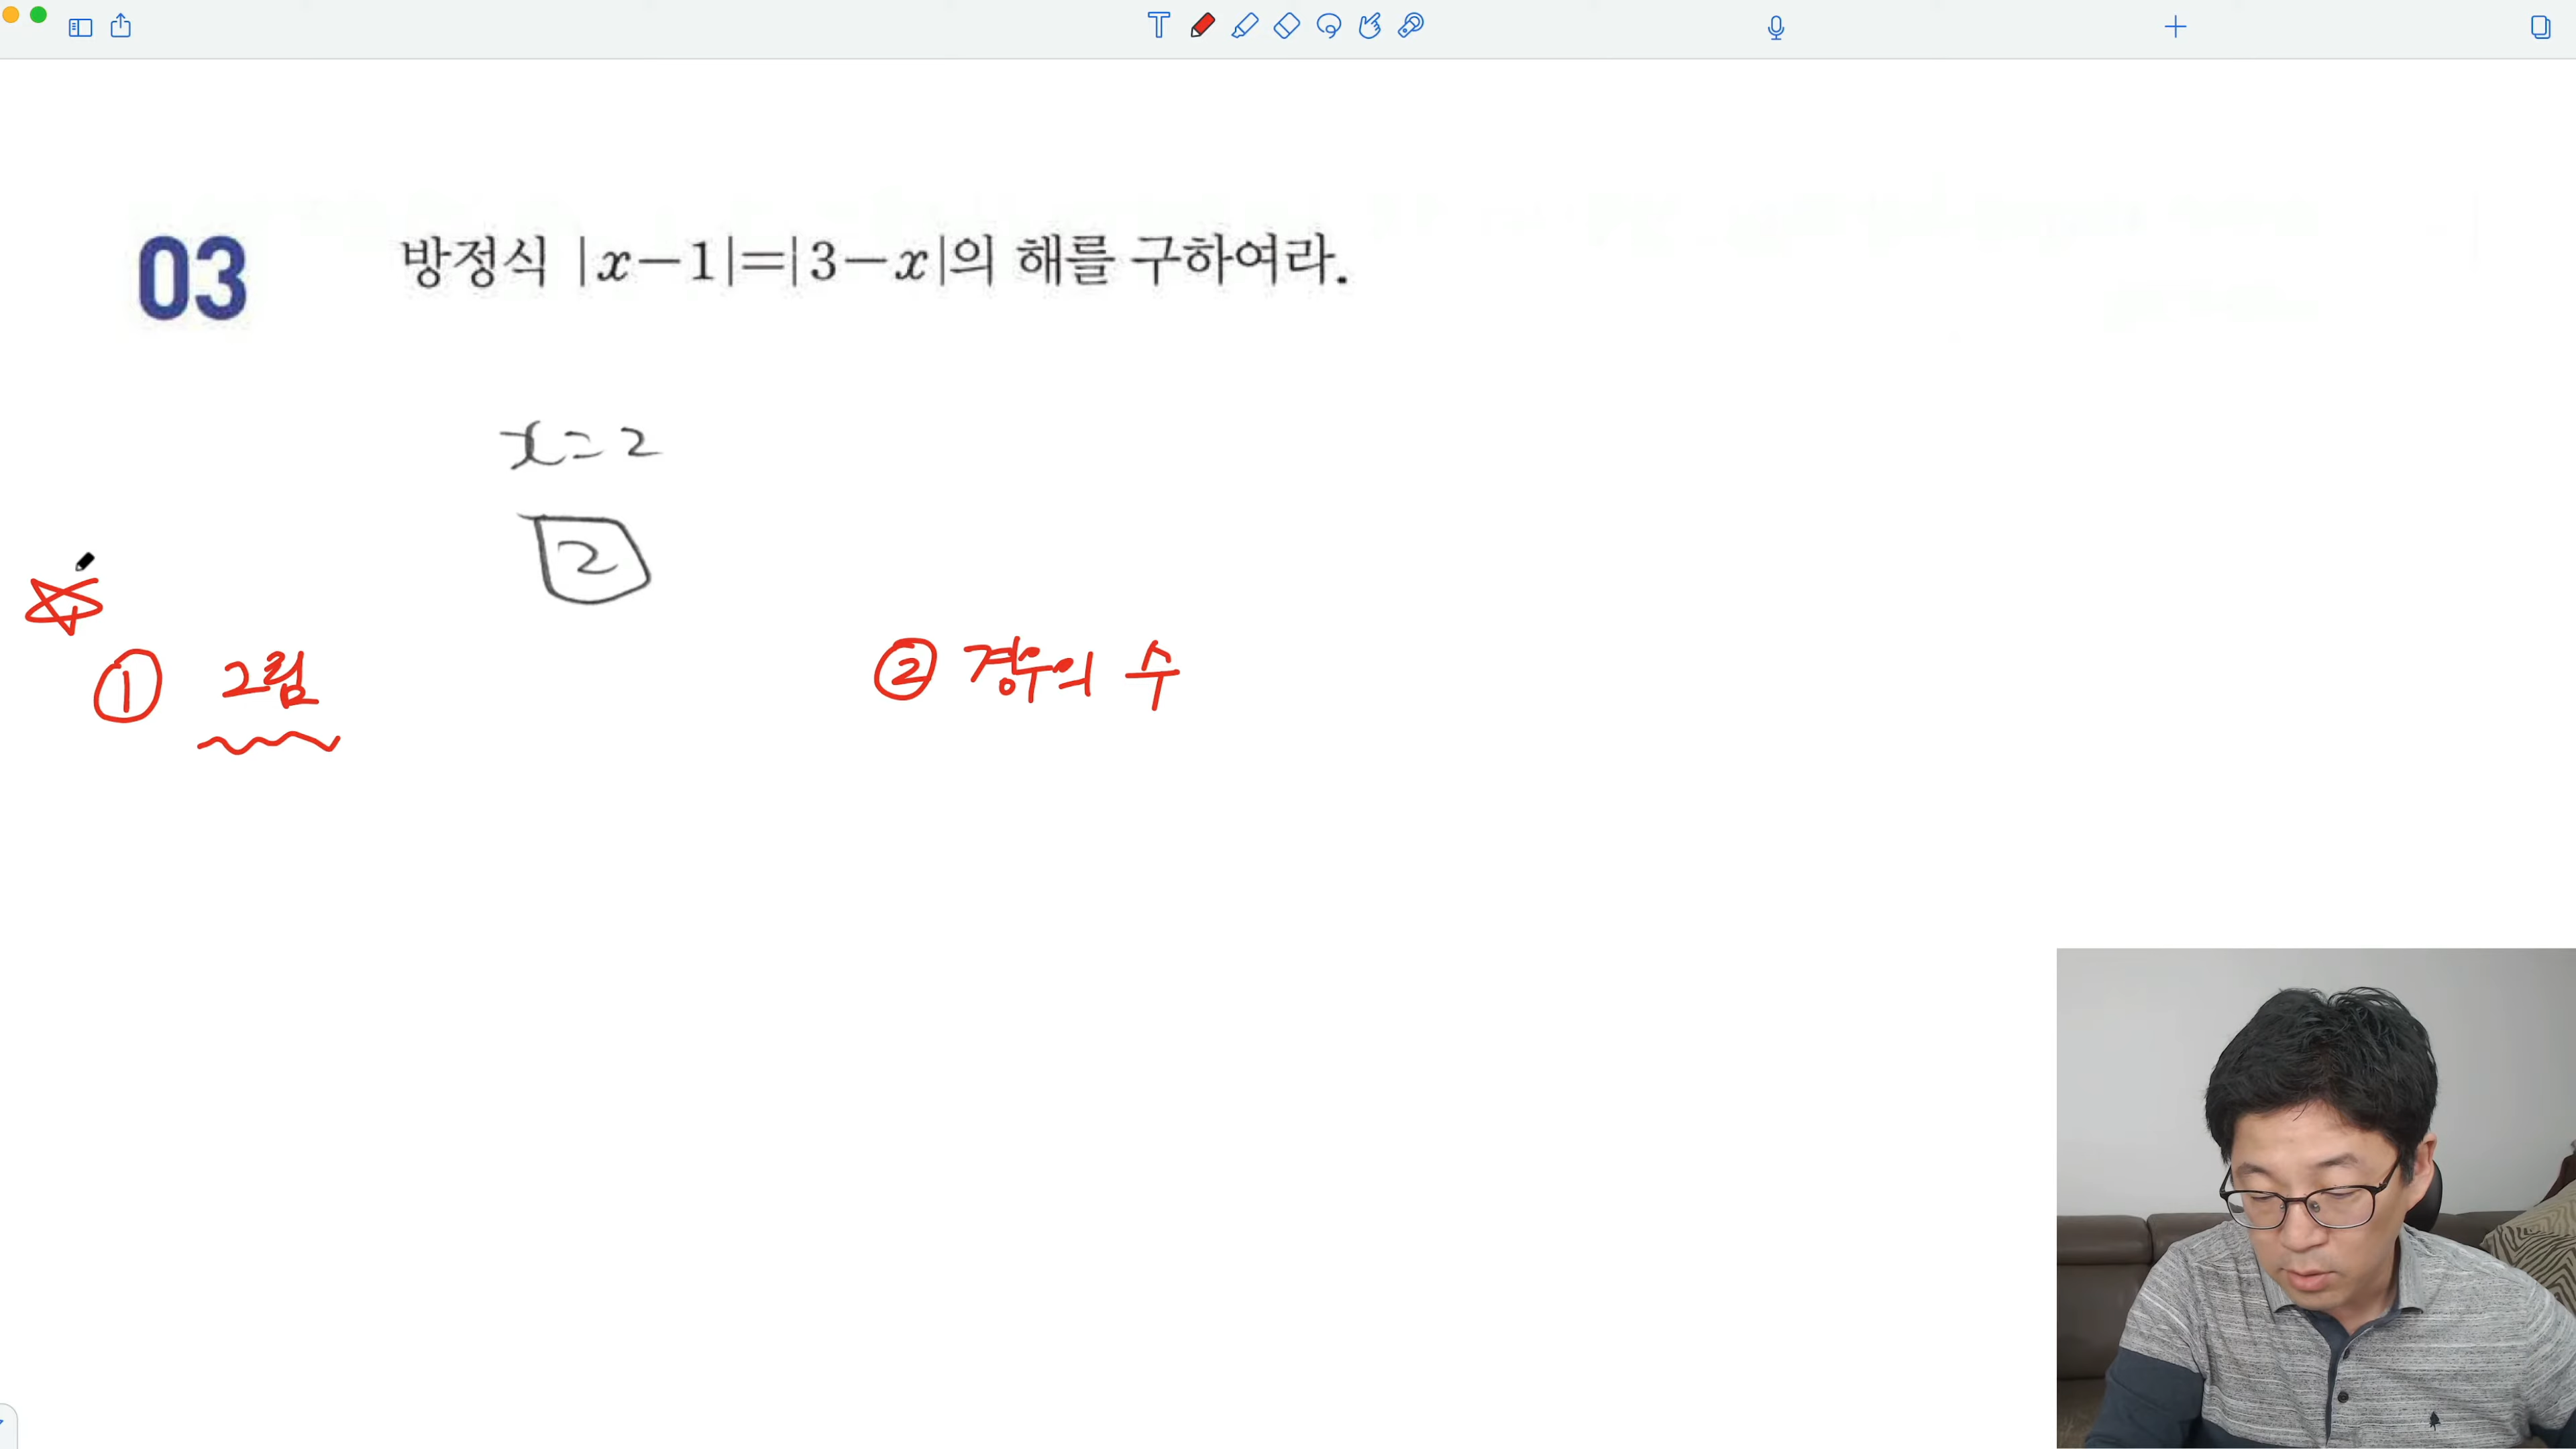 03 방정식 |x－1|＝|3－x|의 해를 구하여라.
x=2
2
① 그림
② 경우의 수